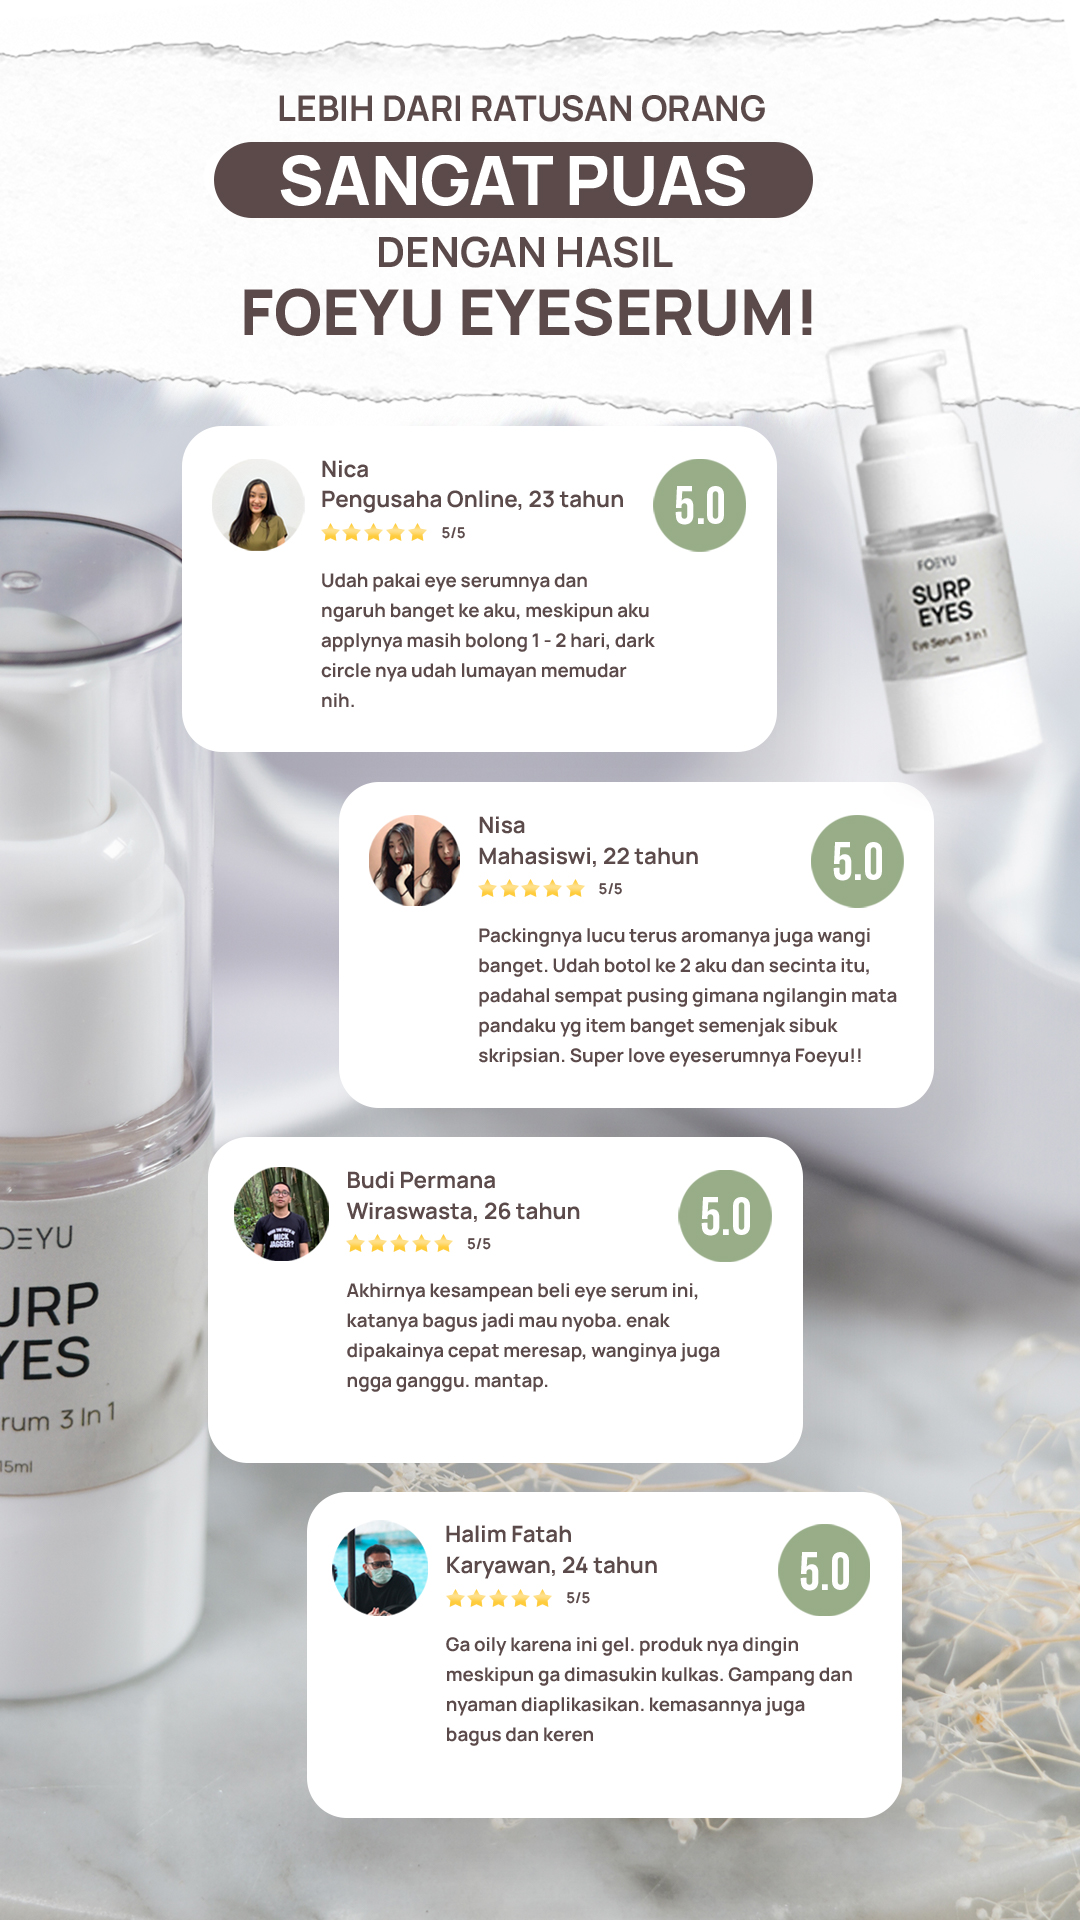 LEBIH DARI RATUSAN ORANG
SANGAT PUAS
DENGAN HASIL
FOEYU EYESERUM!
FOEYU
SURP
EYES
Eye Serum 3 in 1
15ml
Nica
Pengusaha Online, 23 tahun
5/5
5.0
Udah pakai eye serumnya dan
ngaruh banget ke aku, meskipun aku
applynya masih bolong 1 - 2 hari, dark
circle nya udah lumayan memudar
nih.
Nisa
Mahasiswi, 22 tahun
5/5
5.0
Packingnya lucu terus aromanya juga wangi
banget. Udah botol ke 2 aku dan secinta itu,
padahal sempat pusing gimana ngilangin mata
pandaku yg item banget semenjak sibuk
skripsian. Super love eyeserumnya Foeyu!!
Budi Permana
Wiraswasta, 26 tahun
5/5
5.0
Akhirnya kesampean beli eye serum ini,
katanya bagus jadi mau nyoba. enak
dipakainya cepat meresap, wanginya juga
ngga ganggu. mantap.
MICK
JAGGER?
OEYU
URP
YES
rum 3 In 1
15ml
Halim Fatah
Karyawan, 24 tahun
5/5
5.0
Ga oily karena ini gel. produk nya dingin
meskipun ga dimasukin kulkas. Gampang dan
nyaman diaplikasikan. kemasannya juga
bagus dan keren